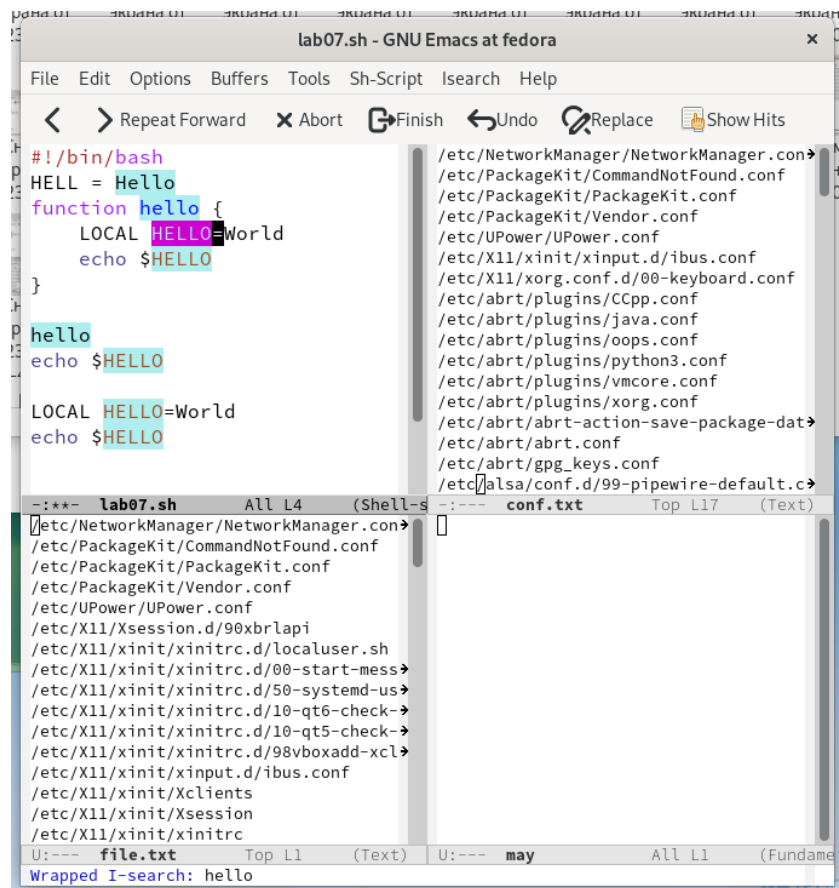 lab07.sh - GNU Emacs at fedora
File Edit Options Buffers Tools Sh-Script Isearch Help
Repeat Forward Abort Finish Undo Replace Show Hits
#!/bin/bash
HELL = Hello
function hello {
LOCAL HELLO=World
echo $HELLO
}
hello
echo $HELLO
LOCAL HELLO=World
echo $HELLO
-:**- lab07.sh All L4 (Shell-s
/etc/NetworkManager/NetworkManager.con
/etc/PackageKit/CommandNotFound.conf
/etc/PackageKit/PackageKit.conf
/etc/PackageKit/Vendor.conf
/etc/UPower/UPower.conf
/etc/X11/xinit/xinput.d/ibus.conf
/etc/X11/xorg.conf.d/00-keyboard.conf
/etc/abrt/plugins/CCpp.conf
/etc/abrt/plugins/java.conf
/etc/abrt/plugins/oops.conf
/etc/abrt/plugins/python3.conf
/etc/abrt/plugins/vmcore.conf
/etc/abrt/plugins/xorg.conf
/etc/abrt/abrt-action-save-package-dat
/etc/abrt/abrt.conf
/etc/abrt/gpg_keys.conf
/etc/alsa/conf.d/99-pipewire-default.c
-:--- conf.txt Top L17 (Text)
/etc/NetworkManager/NetworkManager.con
/etc/PackageKit/CommandNotFound.conf
/etc/PackageKit/PackageKit.conf
/etc/PackageKit/Vendor.conf
/etc/UPower/UPower.conf
/etc/X11/Xsession.d/90xbrlapi
/etc/X11/xinit/xinitrc.d/localuser.sh
/etc/X11/xinit/xinitrc.d/00-start-mess
/etc/X11/xinit/xinitrc.d/50-systemd-us
/etc/X11/xinit/xinitrc.d/10-qt6-check-
/etc/X11/xinit/xinitrc.d/10-qt5-check-
/etc/X11/xinit/xinitrc.d/98vboxadd-xcl
/etc/X11/xinit/xinput.d/ibus.conf
/etc/X11/xinit/Xclients
/etc/X11/xinit/Xsession
/etc/X11/xinit/xinitrc
U:--- file.txt Top L1 (Text)
U:--- may All L1 (Fundame
Wrapped I-search: hello